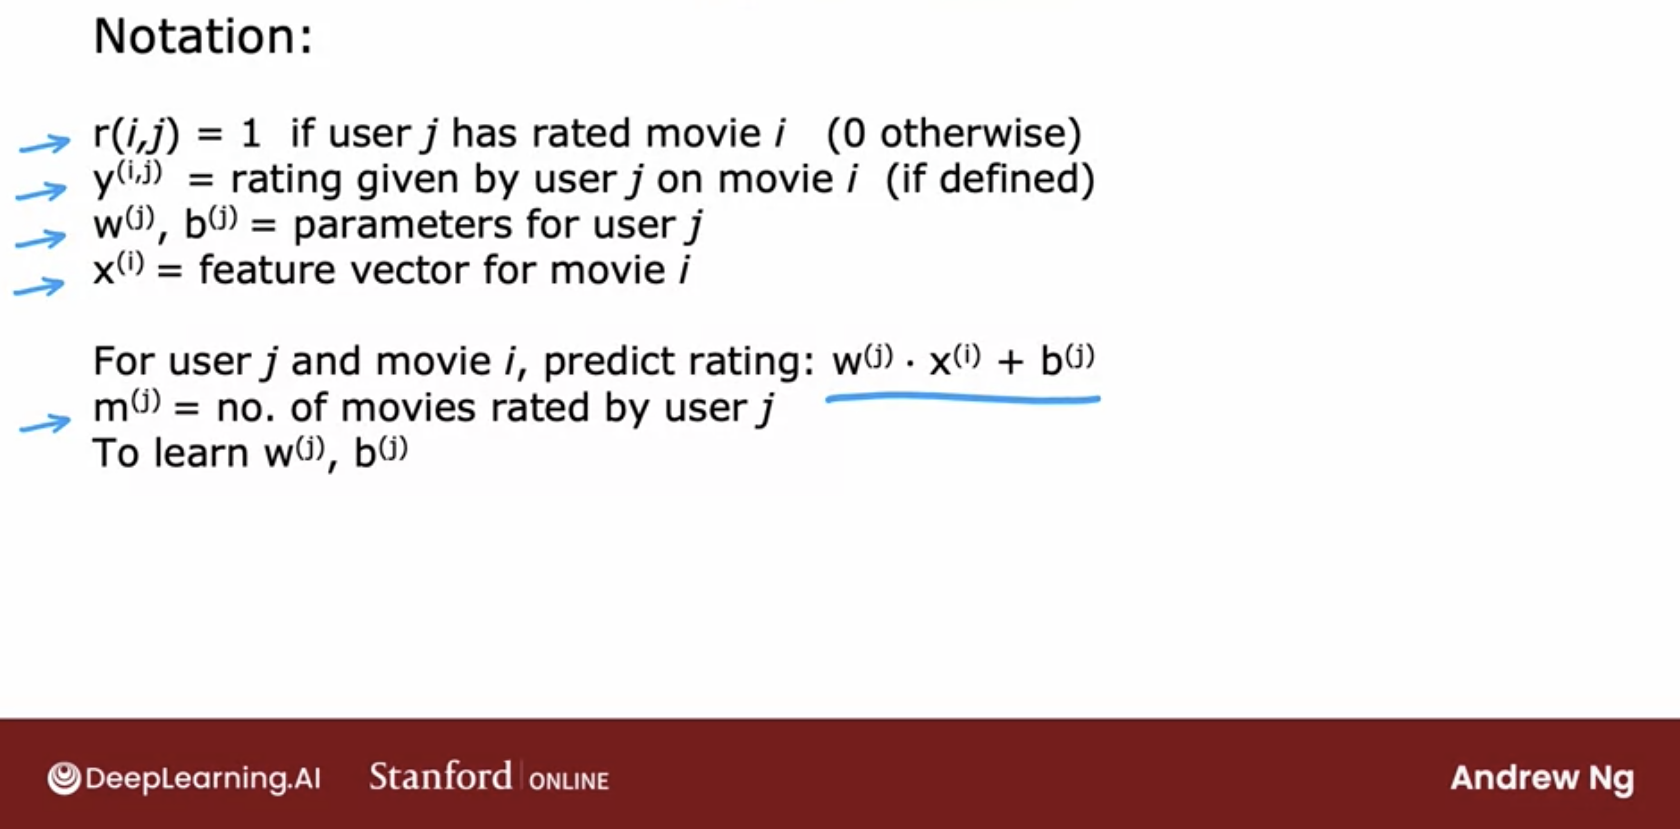 Notation:
r(i,j) = 1 if user j has rated movie i (0 otherwise)
y⁽ⁱ,ʲ⁾ = rating given by user j on movie i (if defined)
w⁽ʲ⁾, b⁽ʲ⁾ = parameters for user j
x⁽ⁱ⁾ = feature vector for movie i
For user j and movie i, predict rating: w⁽ʲ⁾ · x⁽ⁱ⁾ + b⁽ʲ⁾
m⁽ʲ⁾ = no. of movies rated by user j
To learn w⁽ʲ⁾, b⁽ʲ⁾
DeepLearning.AI Stanford ONLINE Andrew Ng